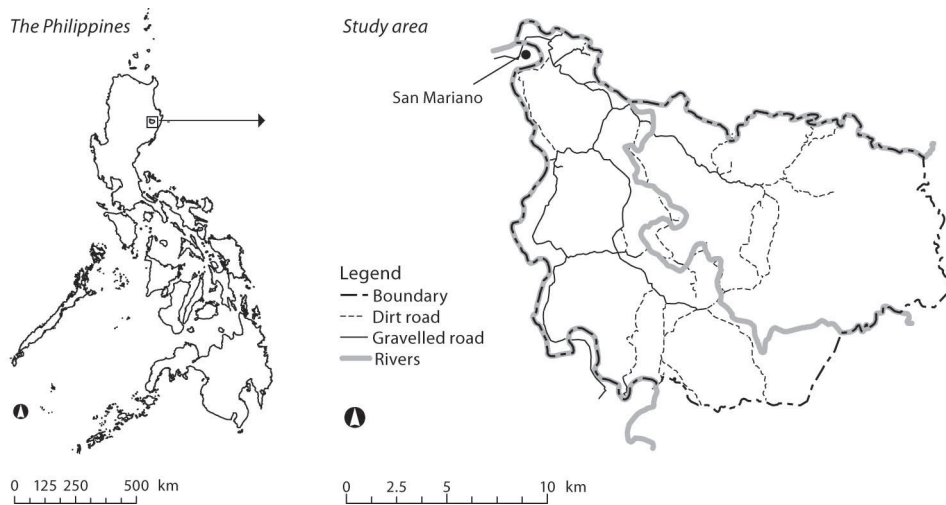 The Philippines
Study area
San Mariano
Legend
Boundary
Dirt road
Gravelled road
Rivers
0 125 250 500 km
0 2.5 5 10 km